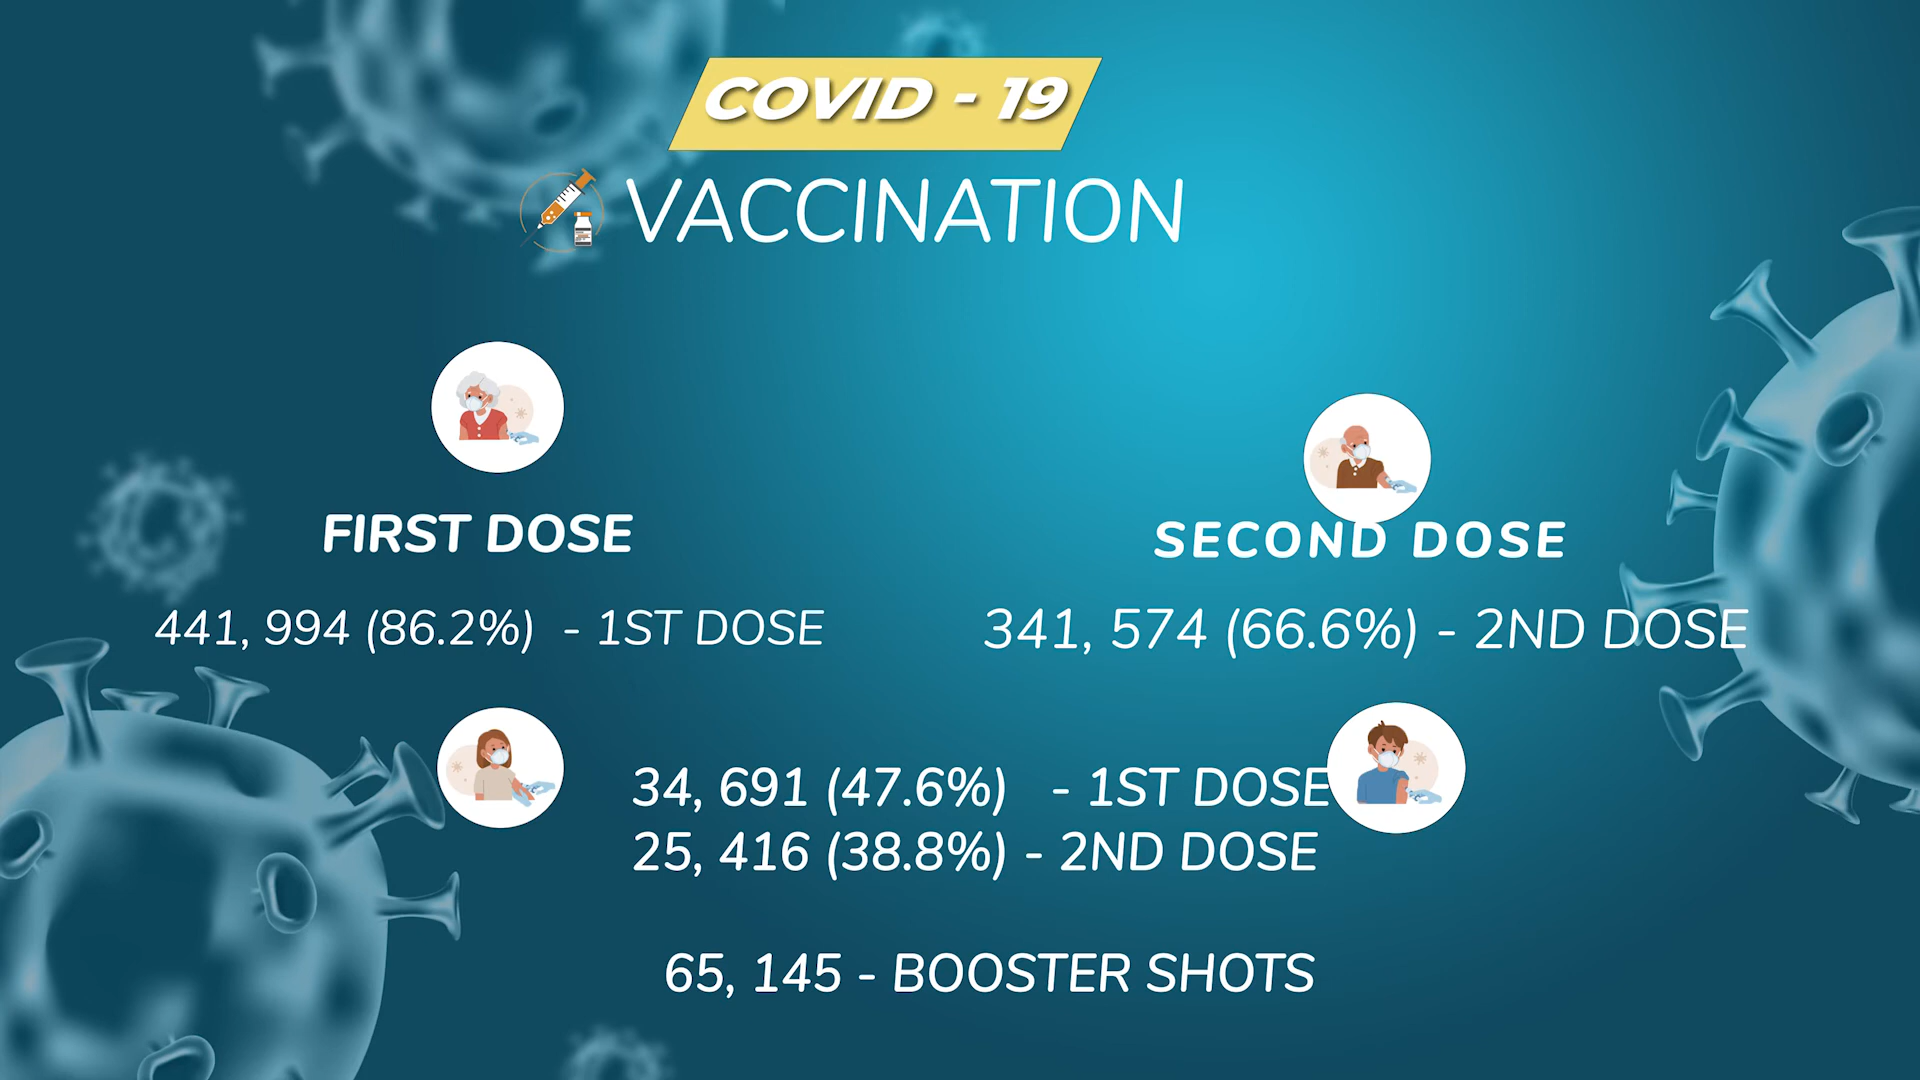 COVID - 19
VACCINATION
FIRST DOSE
SECOND DOSE
441, 994 (86.2%) - 1ST DOSE
341, 574 (66.6%) - 2ND DOSE
34, 691 (47.6%) - 1ST DOSE
25, 416 (38.8%) - 2ND DOSE
65, 145 - BOOSTER SHOTS